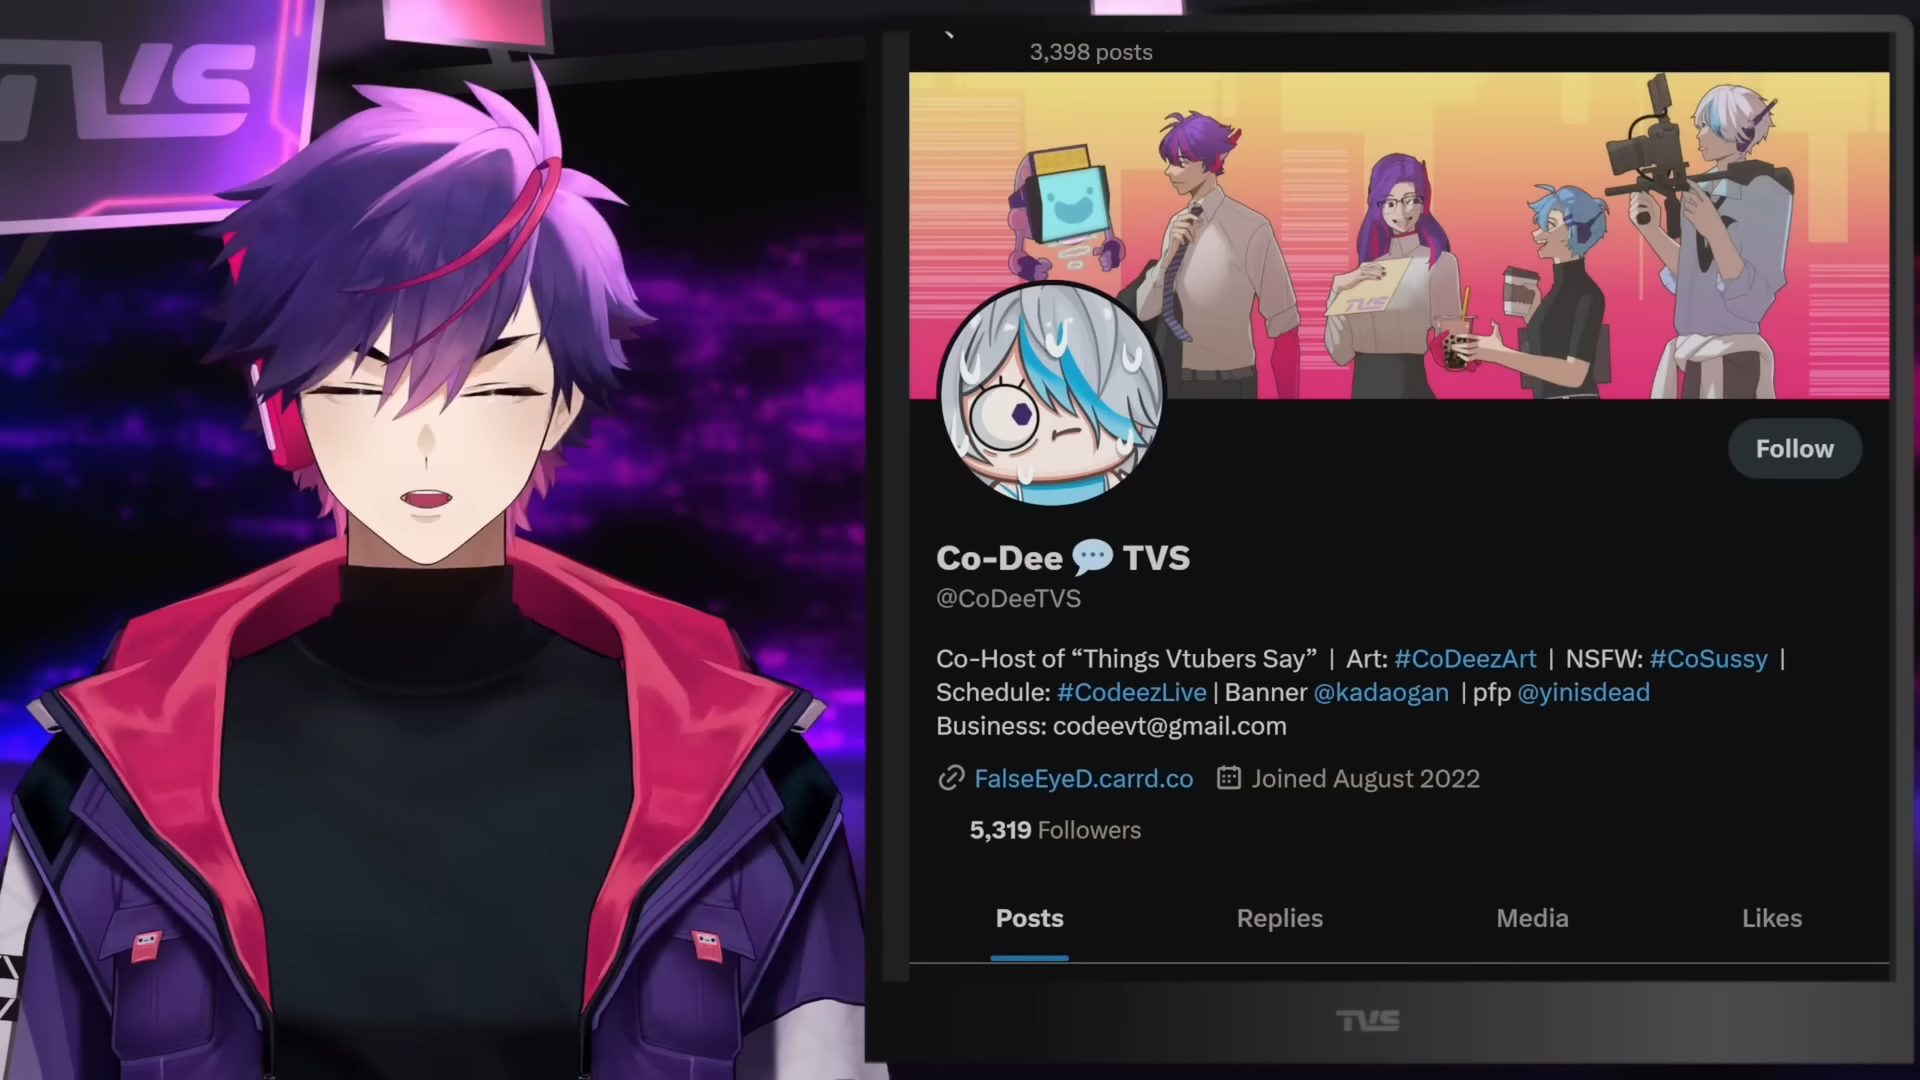 TVS
3,398 posts
TVS
Follow
Co-Dee 💬 TVS
@CoDeeTVS
Co-Host of “Things Vtubers Say” | Art: #CoDeezArt | NSFW: #CoSussy |
Schedule: #CodeezLive | Banner @kadaogan | pfp @yinisdead
Business: codeevt@gmail.com
FalseEyeD.carrd.co Joined August 2022
5,319 Followers
Posts Replies Media Likes
TVS